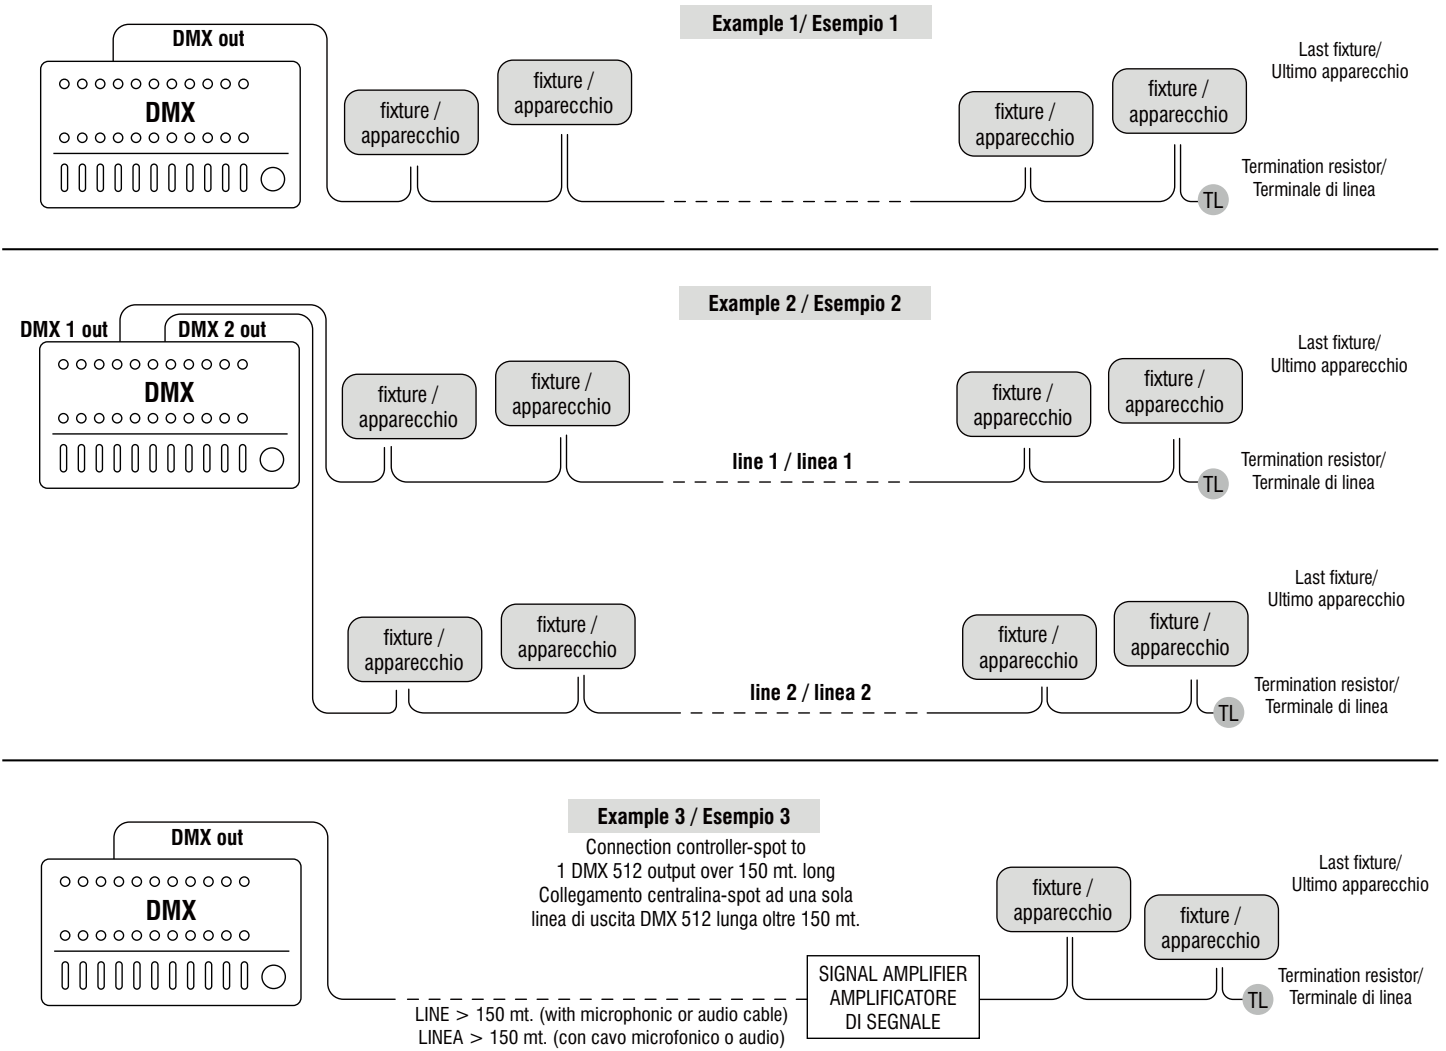 Example 1/ Esempio 1
DMX out
DMX
fixture /
apparecchio
fixture /
apparecchio
fixture /
apparecchio
fixture /
apparecchio
Last fixture/
Ultimo apparecchio
Termination resistor/
Terminale di linea
TL
Example 2 / Esempio 2
DMX 1 out
DMX 2 out
DMX
fixture /
apparecchio
fixture /
apparecchio
line 1 / linea 1
fixture /
apparecchio
fixture /
apparecchio
Last fixture/
Ultimo apparecchio
Termination resistor/
Terminale di linea
TL
fixture /
apparecchio
fixture /
apparecchio
line 2 / linea 2
fixture /
apparecchio
fixture /
apparecchio
Last fixture/
Ultimo apparecchio
Termination resistor/
Terminale di linea
TL
Example 3 / Esempio 3
Connection controller-spot to
1 DMX 512 output over 150 mt. long
Collegamento centralina-spot ad una sola
linea di uscita DMX 512 lunga oltre 150 mt.
DMX out
DMX
LINE > 150 mt. (with microphonic or audio cable)
LINEA > 150 mt. (con cavo microfonico o audio)
SIGNAL AMPLIFIER
AMPLIFICATORE
DI SEGNALE
fixture /
apparecchio
fixture /
apparecchio
Last fixture/
Ultimo apparecchio
Termination resistor/
Terminale di linea
TL